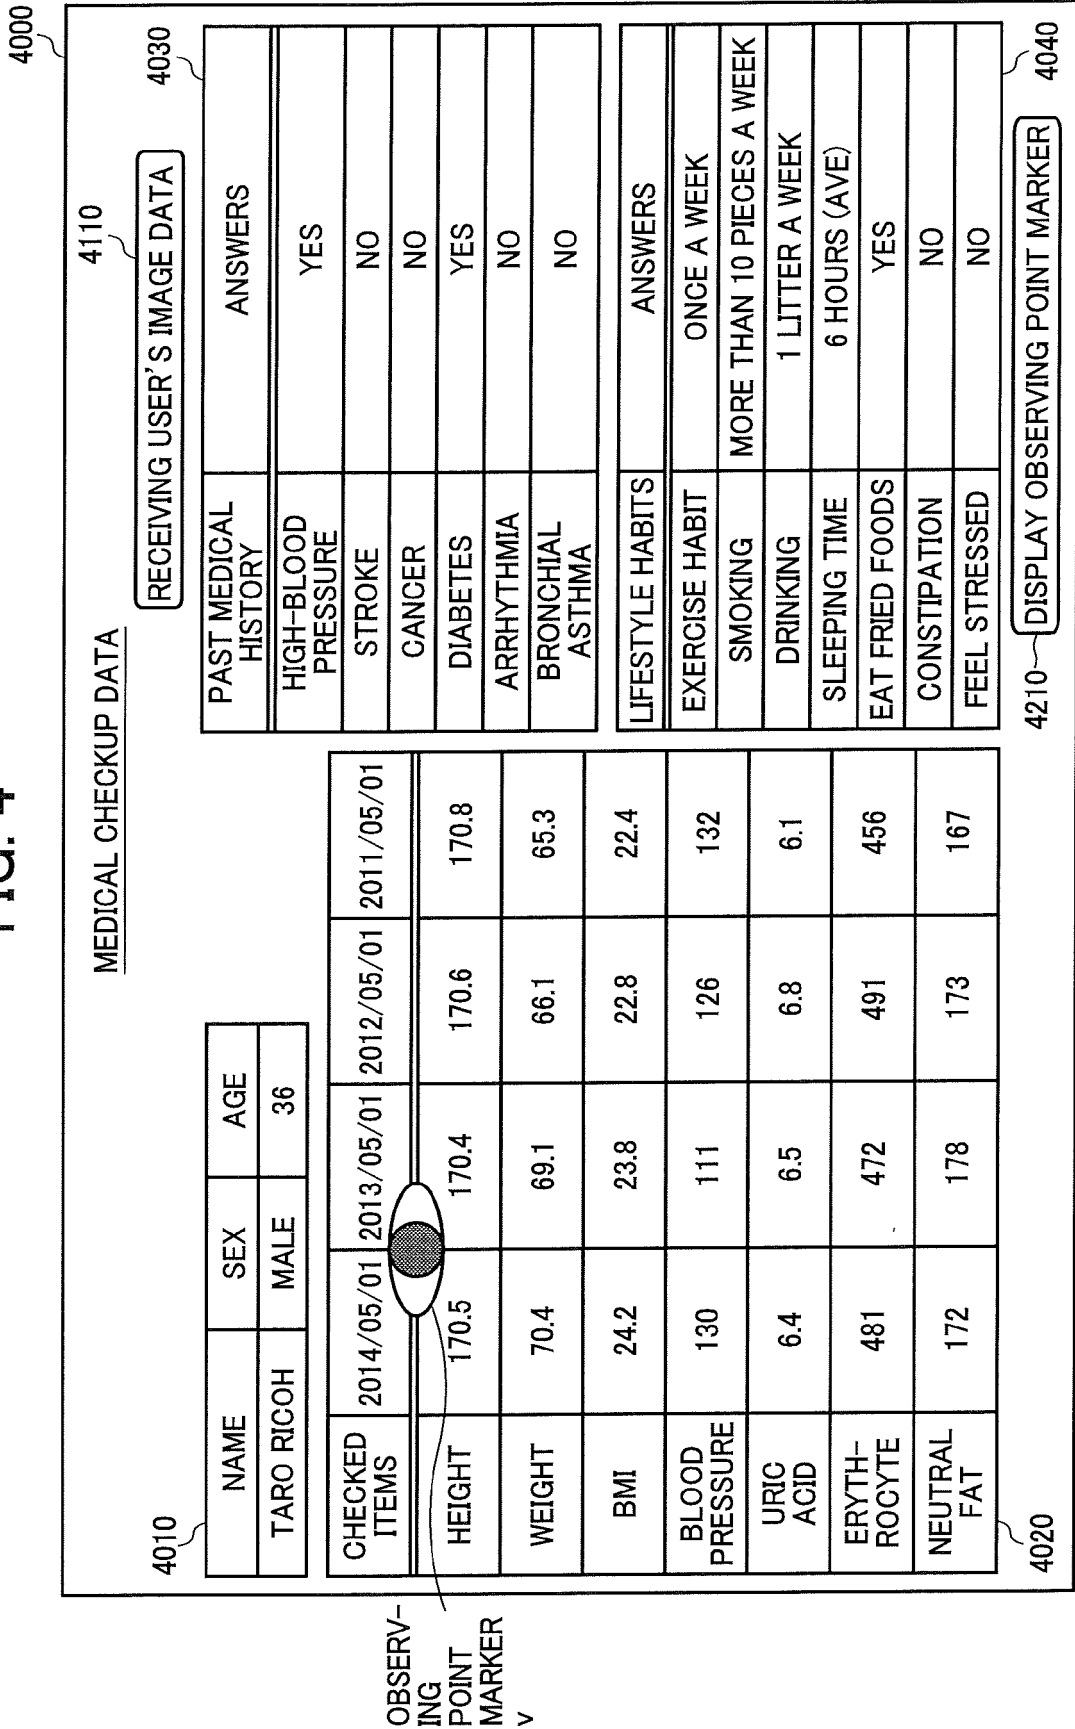 FIG. 4
4000
MEDICAL CHECKUP DATA
4110
RECEIVING USER'S IMAGE DATA
4010
NAME SEX AGE
TARO RICOH MALE 36
CHECKED ITEMS 2014/05/01 2013/05/01 2012/05/01 2011/05/01
HEIGHT 170.5 170.4 170.6 170.8
WEIGHT 70.4 69.1 66.1 65.3
BMI 24.2 23.8 22.8 22.4
BLOOD PRESSURE 130 111 126 132
URIC ACID 6.4 6.5 6.8 6.1
ERYTH-ROCYTE 481 472 491 456
NEUTRAL FAT 172 178 173 167
4020
OBSERV-
ING
POINT
MARKER
v
4030
PAST MEDICAL HISTORY ANSWERS
HIGH-BLOOD PRESSURE YES
STROKE NO
CANCER NO
DIABETES YES
ARRHYTHMIA NO
BRONCHIAL ASTHMA NO
LIFESTYLE HABITS ANSWERS
EXERCISE HABIT ONCE A WEEK
SMOKING MORE THAN 10 PIECES A WEEK
DRINKING 1 LITTER A WEEK
SLEEPING TIME 6 HOURS (AVE)
EAT FRIED FOODS YES
CONSTIPATION NO
FEEL STRESSED NO
4040
4210 DISPLAY OBSERVING POINT MARKER